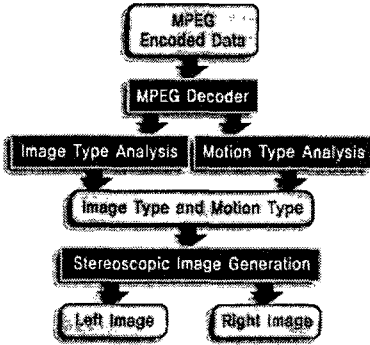 MPEG
Encoded Data
MPEG Decoder
Image Type Analysis
Motion Type Analysis
Image Type and Motion Type
Stereoscopic Image Generation
Left Image
Right Image